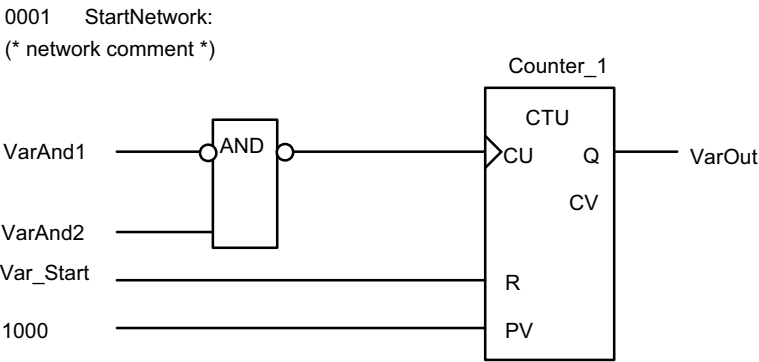 0001 StartNetwork:
(* network comment *)
Counter_1
CTU
VarAnd1
AND
CU Q
VarOut
CV
VarAnd2
Var_Start
R
1000
PV